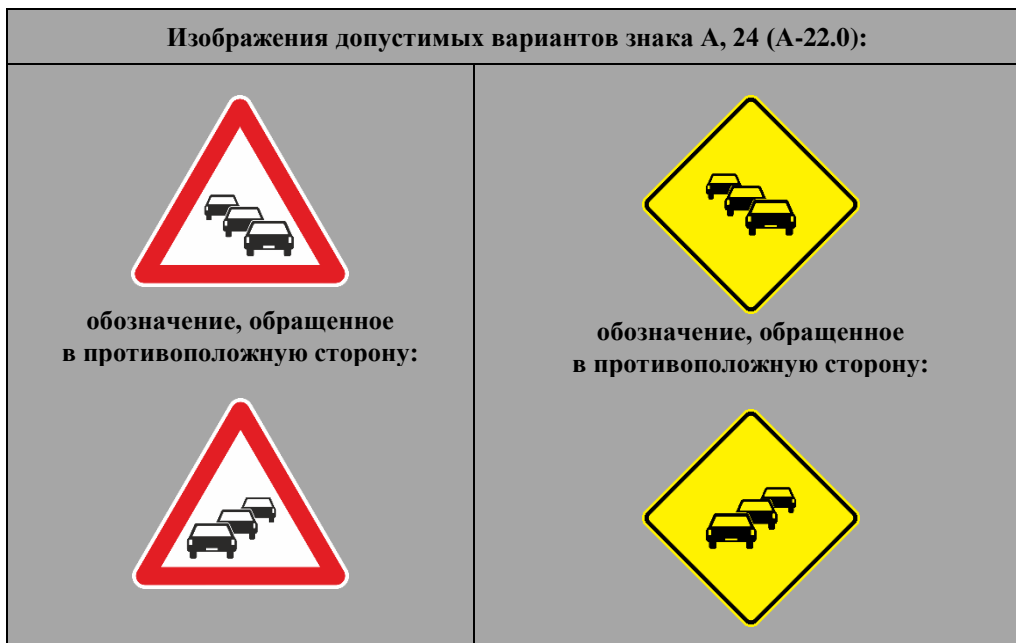 Изображения допустимых вариантов знака A, 24 (A-22.0):
обозначение, обращенное
в противоположную сторону:
обозначение, обращенное
в противоположную сторону: